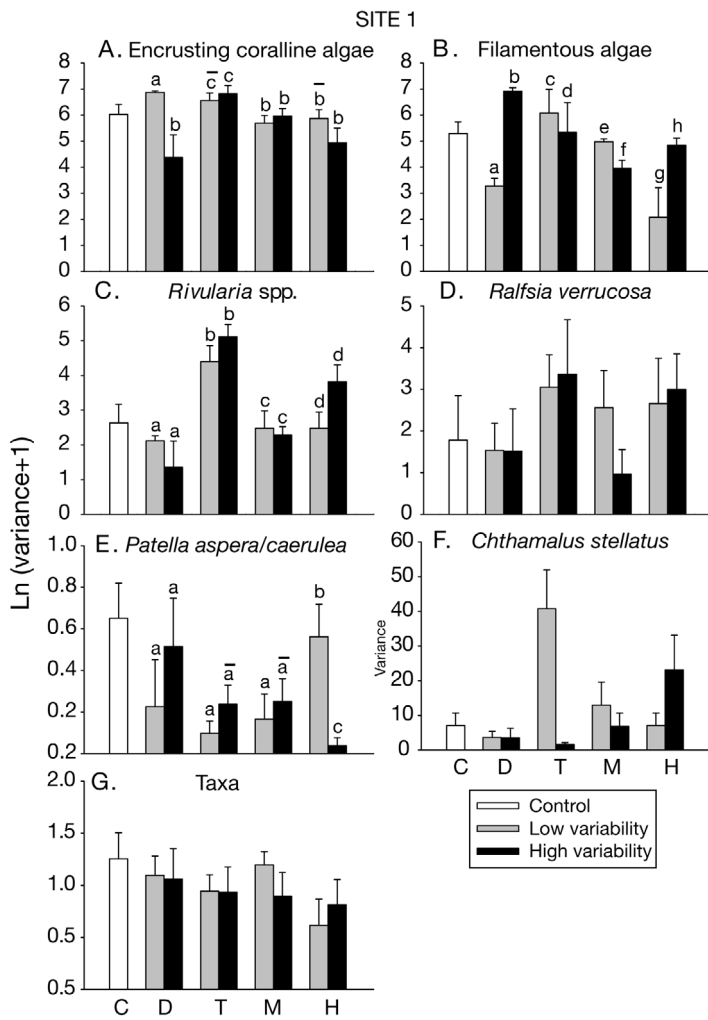 SITE 1
A. Encrusting coralline algae
8
7
6
5
4
3
2
1
0
a
b
c
c
b
b
b
b
B. Filamentous algae
8
7
6
5
4
3
2
1
0
a
b
c
d
e
f
g
h
C. Rivularia spp.
6
5
4
3
2
1
0
a
a
b
b
c
c
d
d
D. Ralfsia verrucosa
5
4
3
2
1
0
Ln (variance+1)
E. Patella aspera/caerulea
1.0
0.8
0.6
0.4
0.2
0.2
a
a
a
a
a
a
b
c
F. Chthamalus stellatus
Variance
60
50
40
30
20
10
0
C D T M H
G. Taxa
2.0
1.5
1.0
0.5
0.5
C D T M H
Control
Low variability
High variability